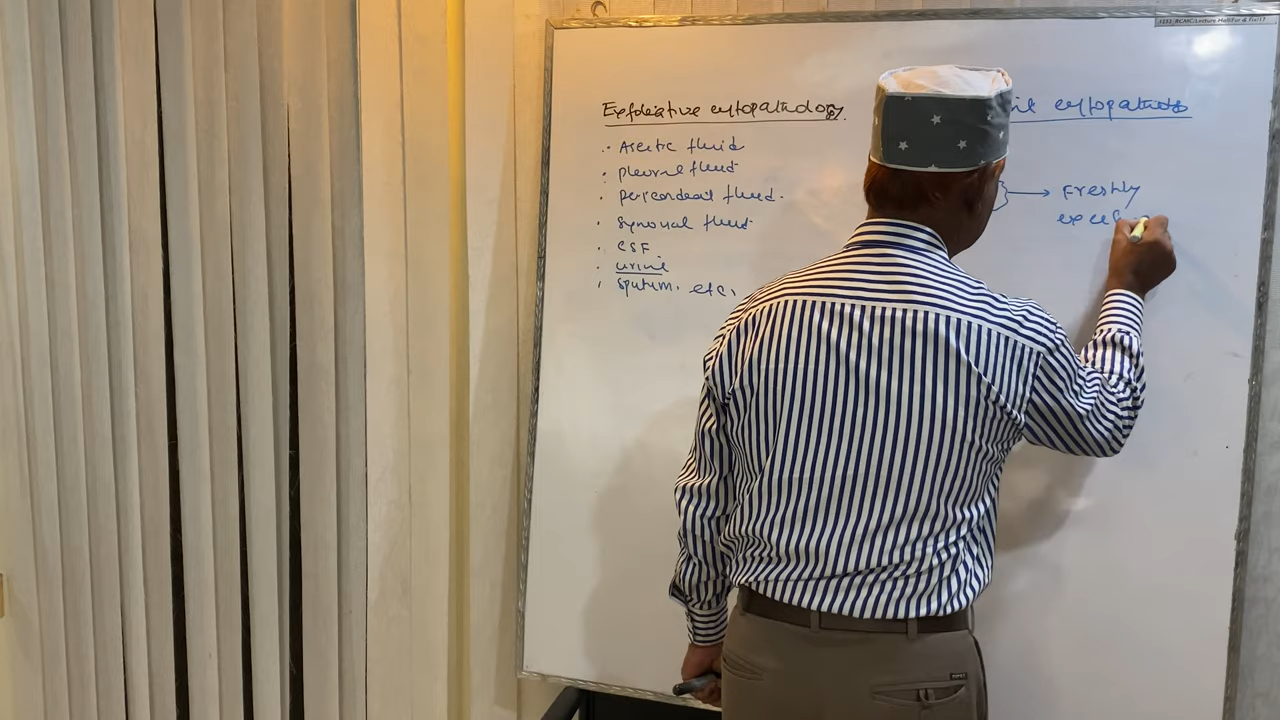 Exfoliative cytopathology.
. Ascitic fluid
. pleural fluid
. pericardial fluid.
. synovial fluid
. CSF
. urine
. sputum. etc.
cytopathology
→ Freshly